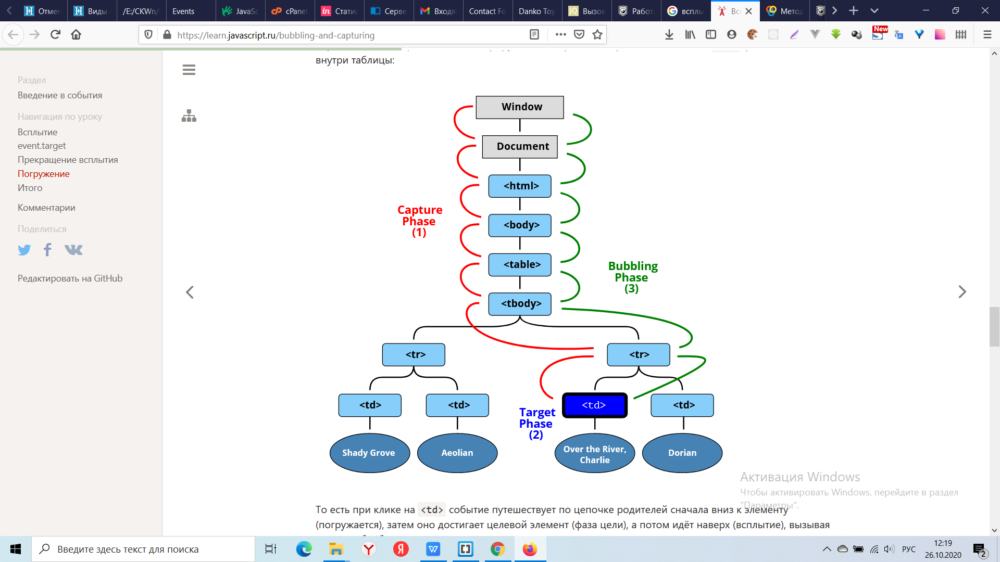 Отмен
Виды
/E:/CKWn/
Events
JavaSc
cPanel
Статис
Серве
Входя
Contact Fo
Danko Toy
Вызов
Работа
всплы
Вс
Метод
https://learn.javascript.ru/bubbling-and-capturing
New
Раздел
Введение в события
Навигация по уроку
Всплытие
event.target
Прекращение всплытия
Погружение
Итого
Комментарии
Поделиться
Редактировать на GitHub
внутри таблицы:
Window
Document
<html>
Capture
Phase
(1)
<body>
<table>
Bubbling
Phase
(3)
<tbody>
<tr>
<tr>
<td>
<td>
<td>
<td>
Target
Phase
(2)
Shady Grove
Aeolian
Over the River,
Charlie
Dorian
Активация Windows
Чтобы активировать Windows, перейдите в раздел
"Параметры".
То есть при клике на <td> событие путешествует по цепочке родителей сначала вниз к элементу
(погружается), затем оно достигает целевой элемент (фаза цели), а потом идёт наверх (всплытие), вызывая
Введите здесь текст для поиска
РУС
12:19
26.10.2020
2